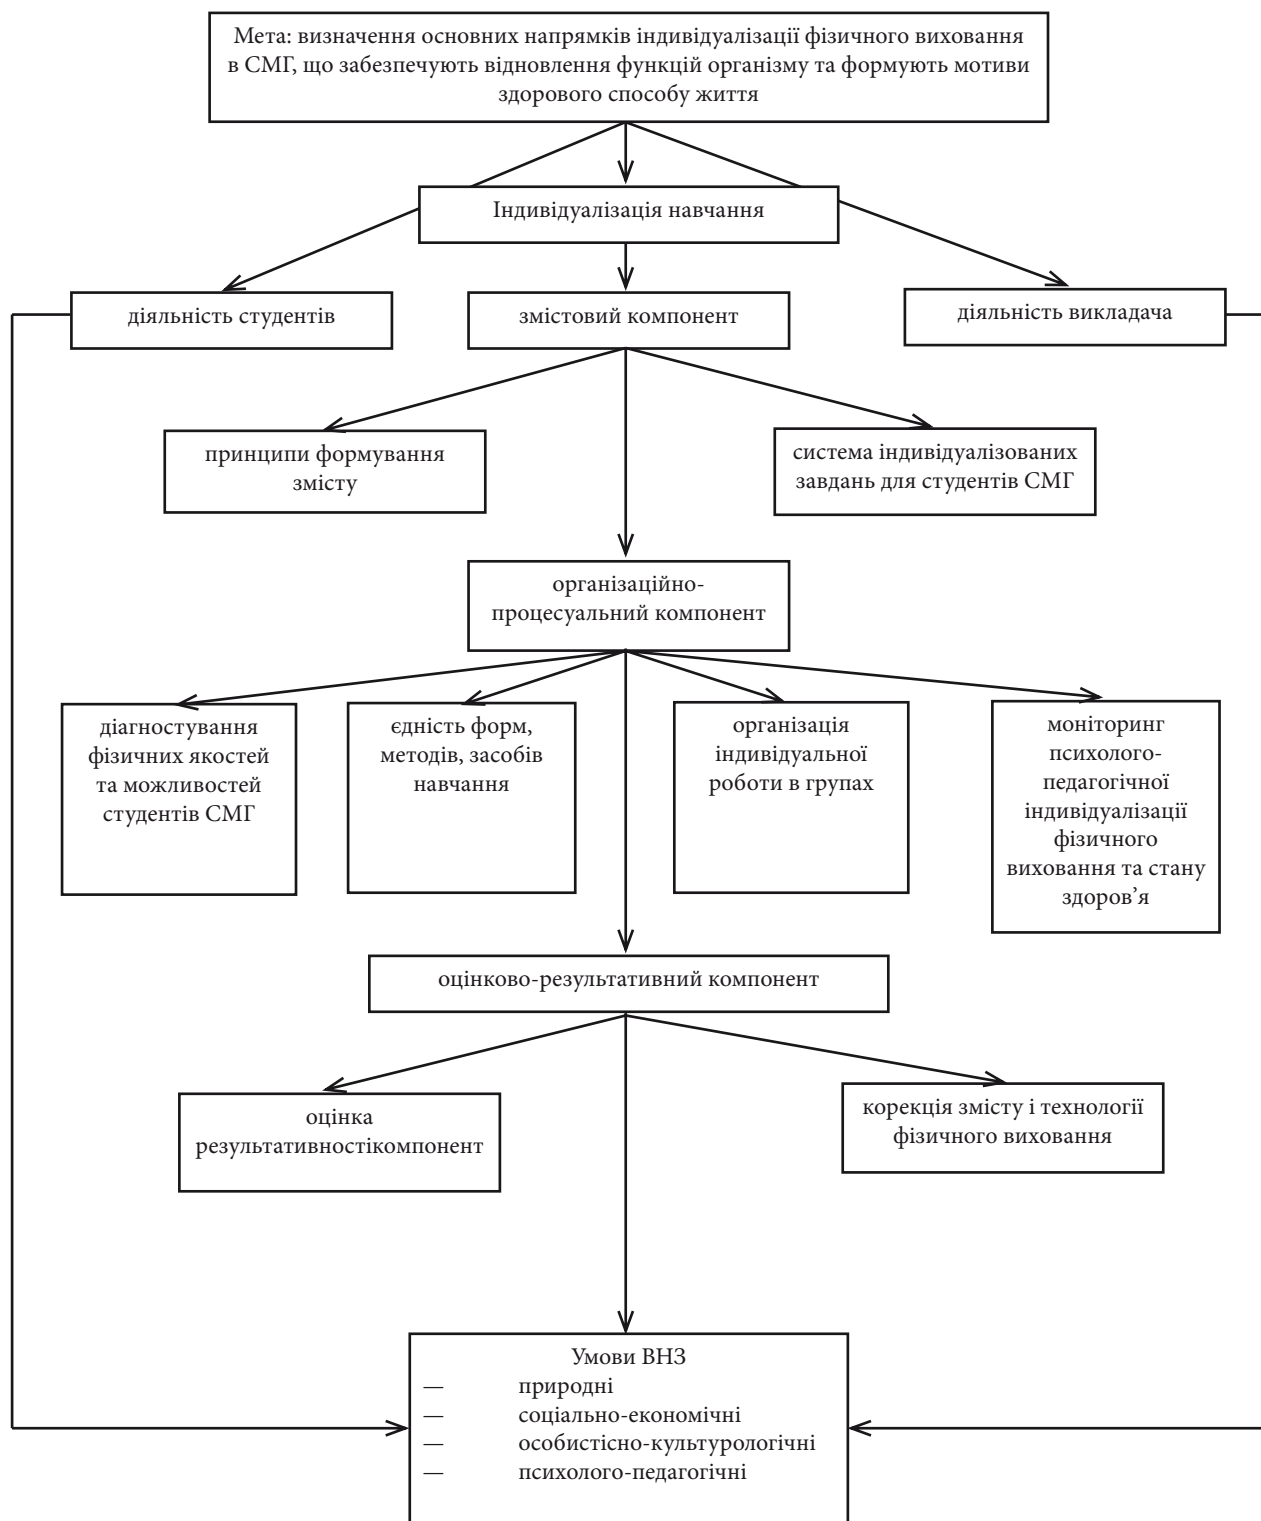 Мета: визначення основних напрямків індивідуалізації фізичного виховання
в СМГ, що забезпечують відновлення функцій організму та формують мотиви
здорового способу життя
Індивідуалізація навчання
діяльність студентів
змістовий компонент
діяльність викладача
принципи формування
змісту
система індивідуалізованих
завдань для студентів СМГ
організаційно-
процесуальний компонент
діагностування
фізичних якостей
та можливостей
студентів СМГ
єдність форм,
методів, засобів
навчання
організація
індивідуальної
роботи в групах
моніторинг
психолого-
педагогічної
індивідуалізації
фізичного
виховання та стану
здоров’я
оцінково-результативний компонент
оцінка
результативностікомпонент
корекція змісту і технології
фізичного виховання
Умови ВНЗ
— природні
— соціально-економічні
— особистісно-культурологічні
— психолого-педагогічні